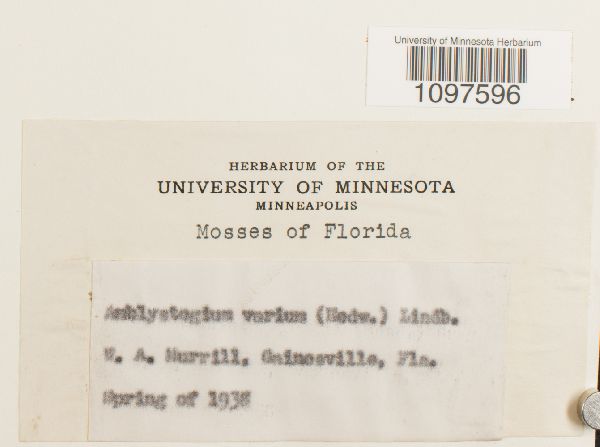 University of Minnesota Herbarium
1097596
HERBARIUM OF THE
UNIVERSITY OF MINNESOTA
MINNEAPOLIS
Mosses of Florida
Amblystegium varium (Hedw.) Lindb.
W. A. Murrill, Gainesville, Fla.
Spring of 1938